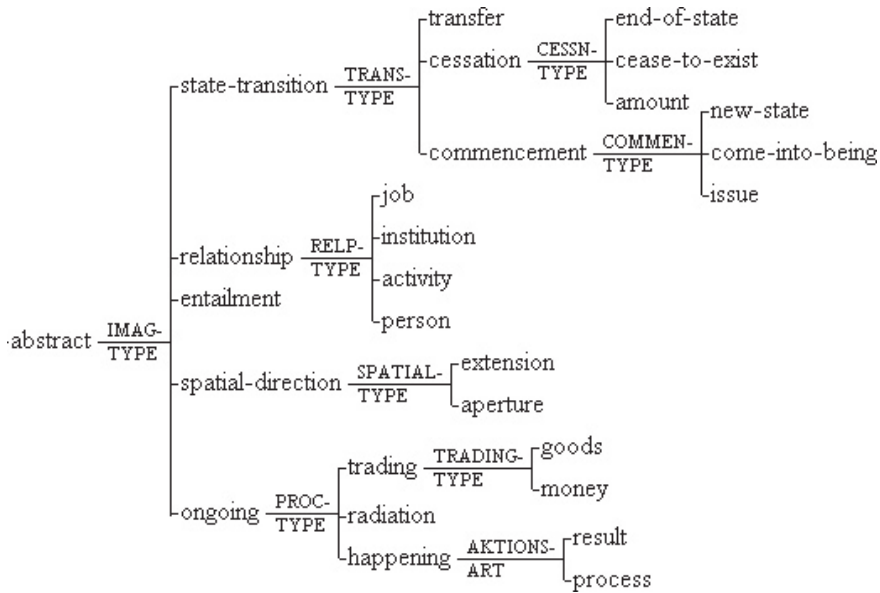 transfer
end-of-state
state-transition
TRANS-
TYPE
cessation
CESSN-
TYPE
cease-to-exist
amount
commencement
COMMEN-
TYPE
new-state
come-into-being
issue
job
relationship
RELP-
TYPE
institution
activity
person
entailment
abstract
IMAG-
TYPE
spatial-direction
SPATIAL-
TYPE
extension
aperture
ongoing
PROC-
TYPE
trading
TRADING-
TYPE
goods
money
radiation
happening
AKTIONS-
ART
result
process